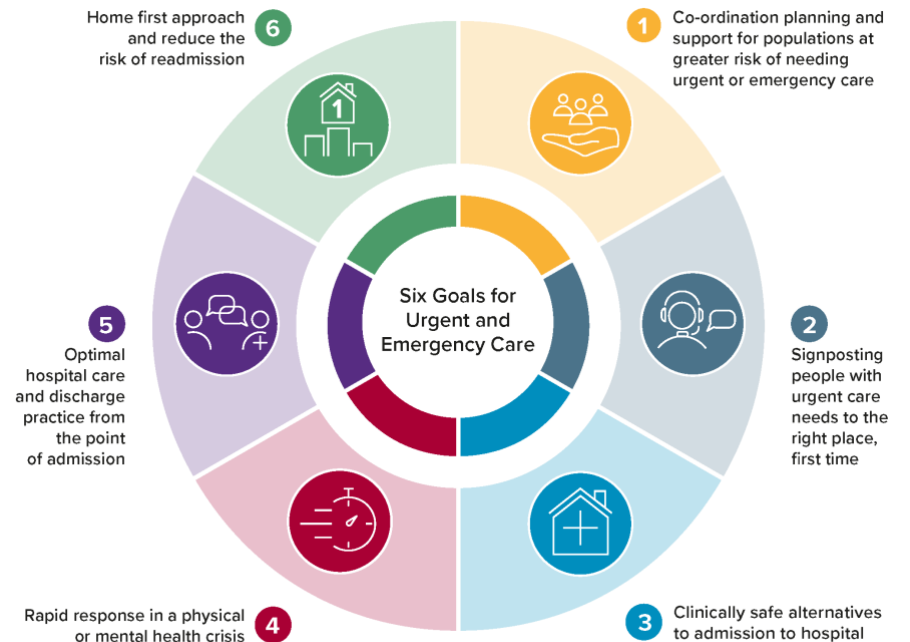 1
Co-ordination planning and
support for populations at
greater risk of needing
urgent or emergency care
2
Signposting
people with
urgent care
needs to the
right place,
first time
3
Clinically safe alternatives
to admission to hospital
4
Rapid response in a physical
or mental health crisis
5
Optimal
hospital care
and discharge
practice from
the point
of admission
6
Home first approach
and reduce the
risk of readmission
1
Six Goals for
Urgent and
Emergency Care